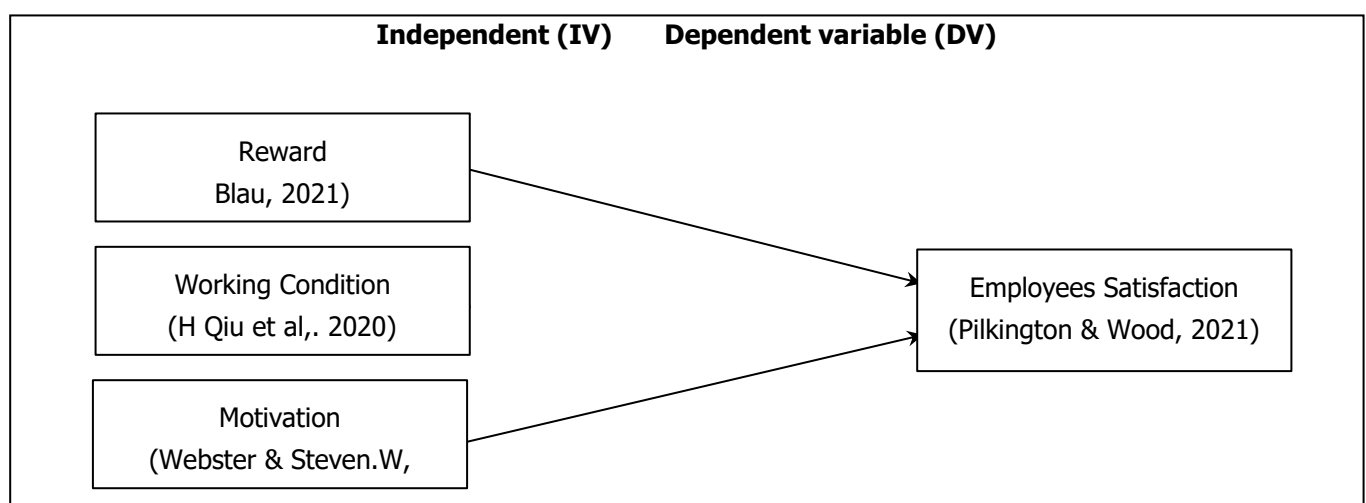 Independent (IV) Dependent variable (DV)
Reward
Blau, 2021)
Working Condition
(H Qiu et al,. 2020)
Motivation
(Webster & Steven.W,
Employees Satisfaction
(Pilkington & Wood, 2021)